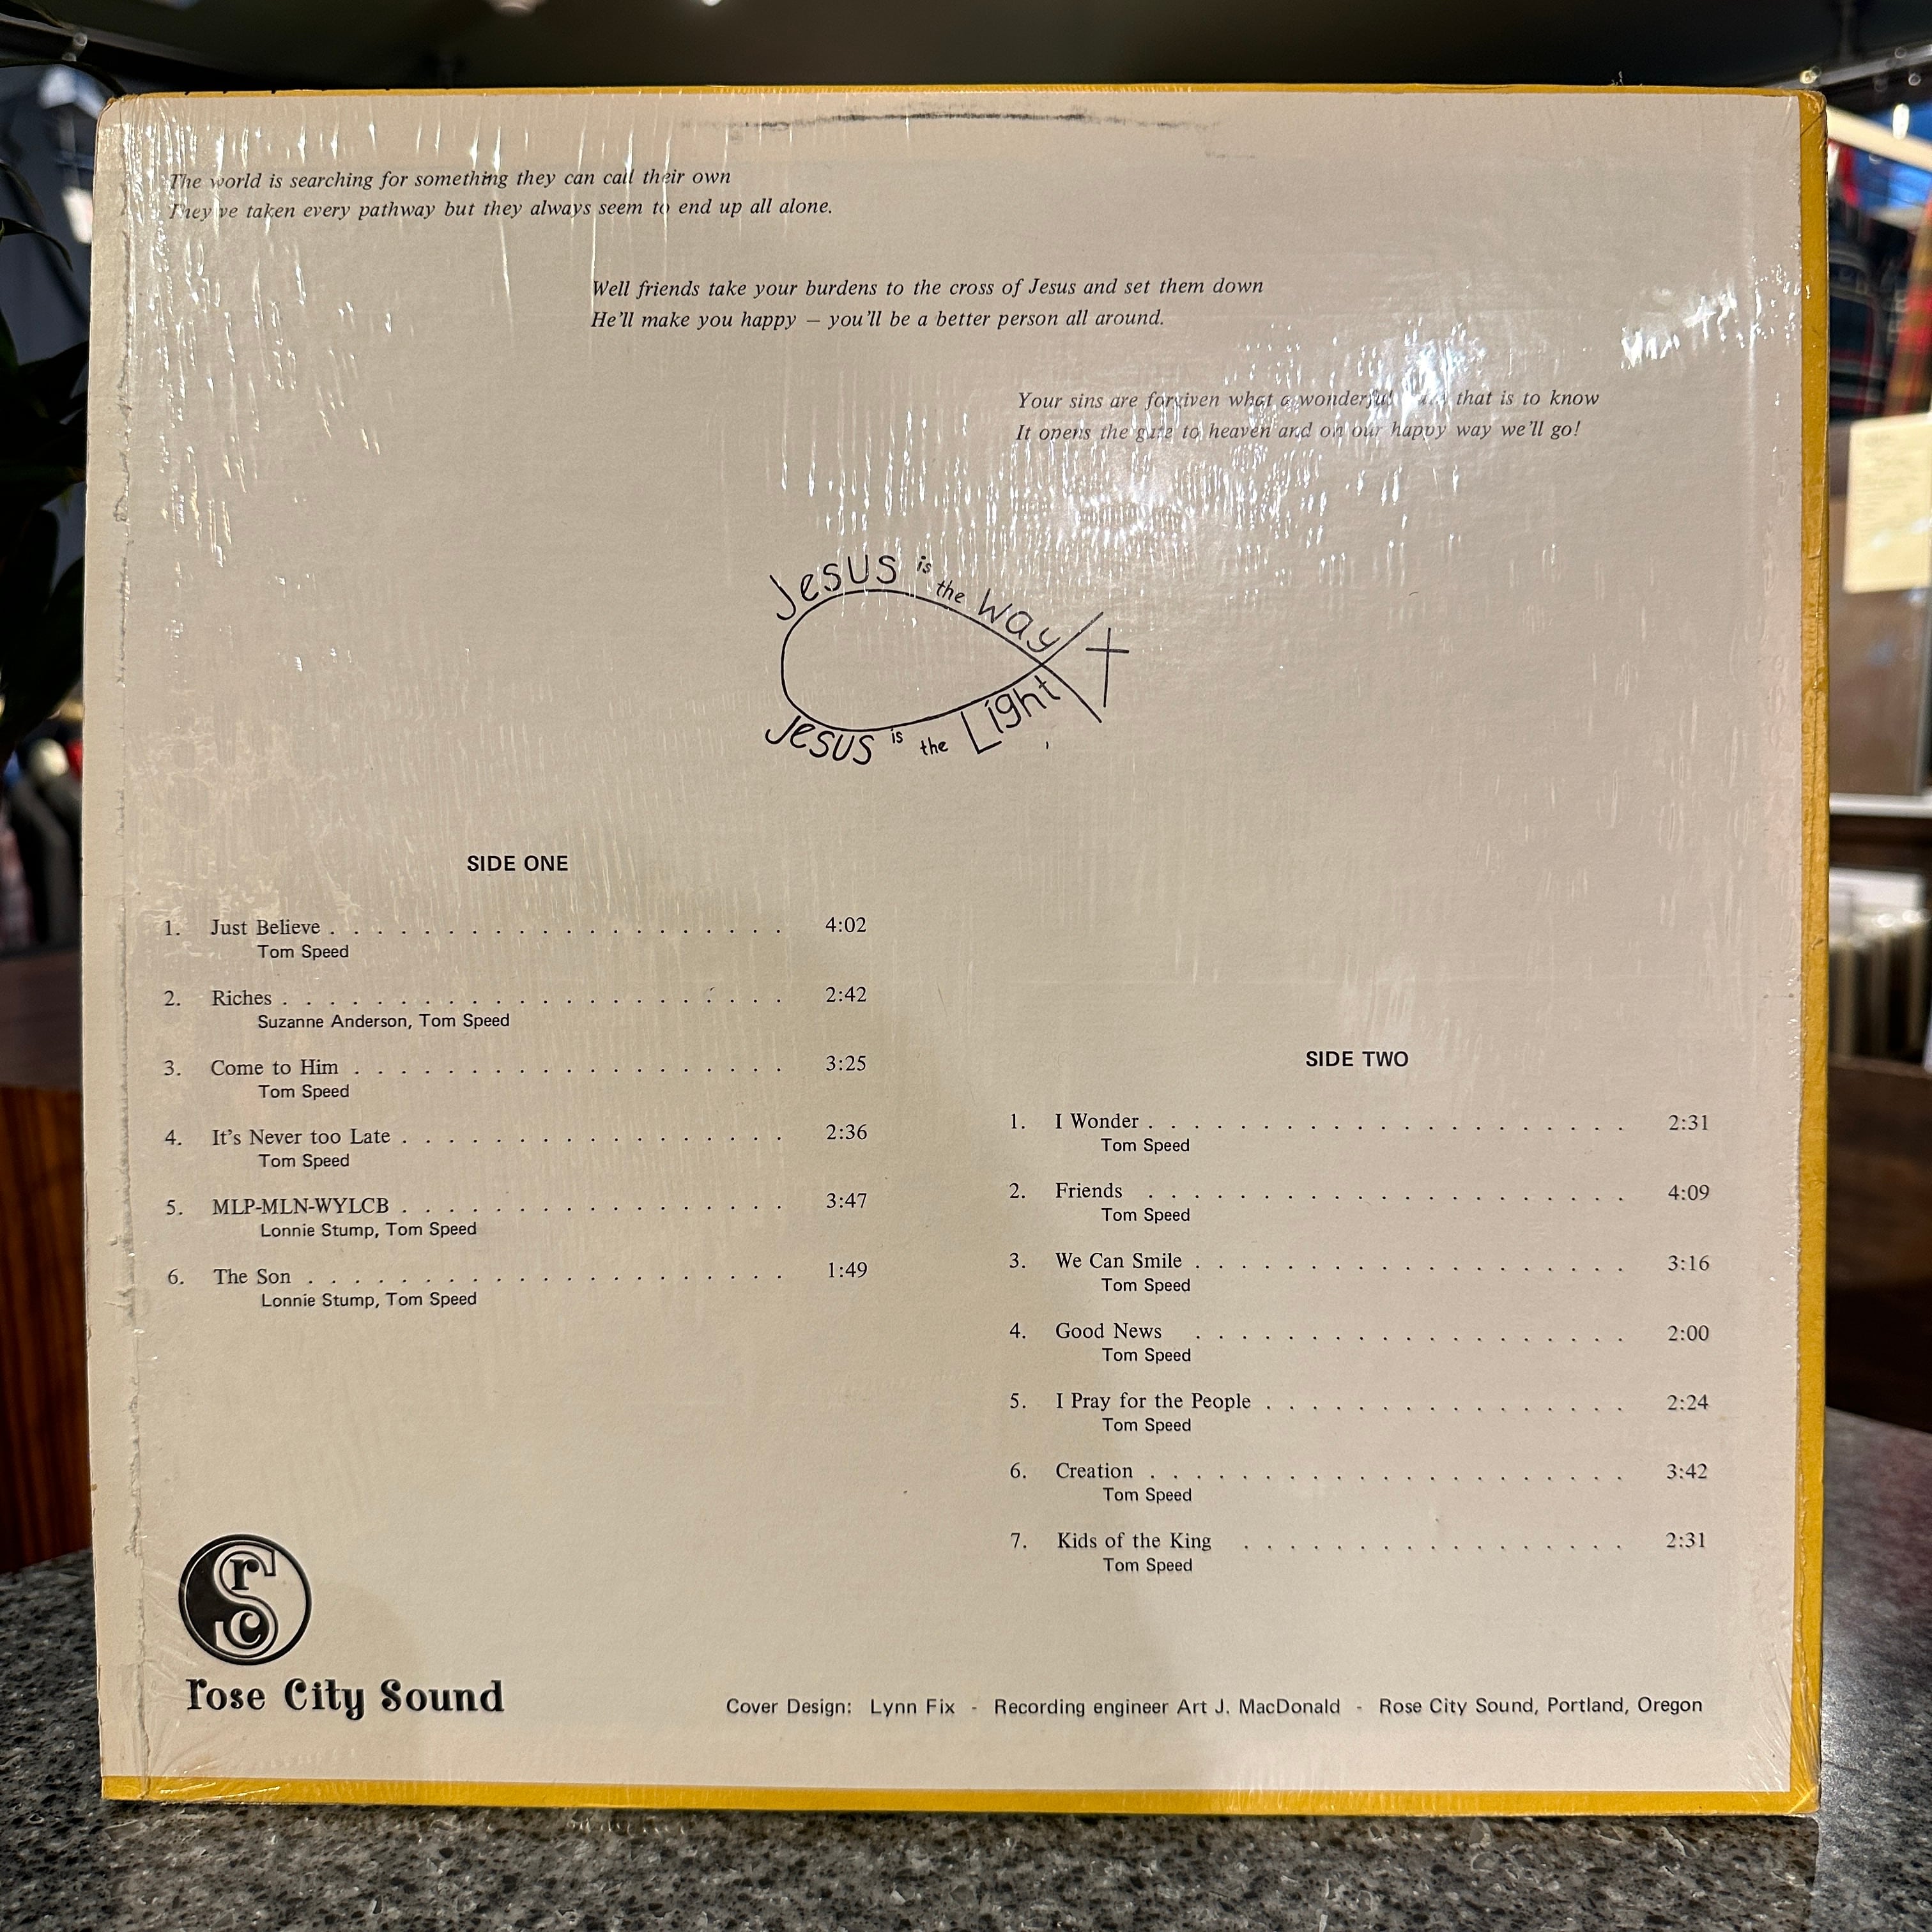 The world is searching for something they can call their own
They've taken every pathway but they always seem to end up all alone.
Well friends take your burdens to the cross of Jesus and set them down
He'll make you happy — you'll be a better person all around.
Your sins are forgiven what a wonderful that is to know
It opens the gate to heaven and on our happy way we'll go!
Jesus is the Way
Jesus is the Light
SIDE ONE
1. Just Believe . . . . . . . . . . . . . . . . . . . . 4:02
Tom Speed
2. Riches . . . . . . . . . . . . . . . . . . . . . . 2:42
Suzanne Anderson, Tom Speed
3. Come to Him . . . . . . . . . . . . . . . . . . . 3:25
Tom Speed
4. It's Never too Late . . . . . . . . . . . . . . . . . 2:36
Tom Speed
5. MLP-MLN-WYLCB . . . . . . . . . . . . . . . . . 3:47
Lonnie Stump, Tom Speed
6. The Son . . . . . . . . . . . . . . . . . . . . . 1:49
Lonnie Stump, Tom Speed
SIDE TWO
1. I Wonder . . . . . . . . . . . . . . . . . . . . . 2:31
Tom Speed
2. Friends . . . . . . . . . . . . . . . . . . . . . 4:09
Tom Speed
3. We Can Smile . . . . . . . . . . . . . . . . . . . 3:16
Tom Speed
4. Good News . . . . . . . . . . . . . . . . . . . 2:00
Tom Speed
5. I Pray for the People . . . . . . . . . . . . . . . . 2:24
Tom Speed
6. Creation . . . . . . . . . . . . . . . . . . . . . 3:42
Tom Speed
7. Kids of the King . . . . . . . . . . . . . . . . . 2:31
Tom Speed
rSc
rose City Sound
Cover Design: Lynn Fix - Recording engineer Art J. MacDonald - Rose City Sound, Portland, Oregon